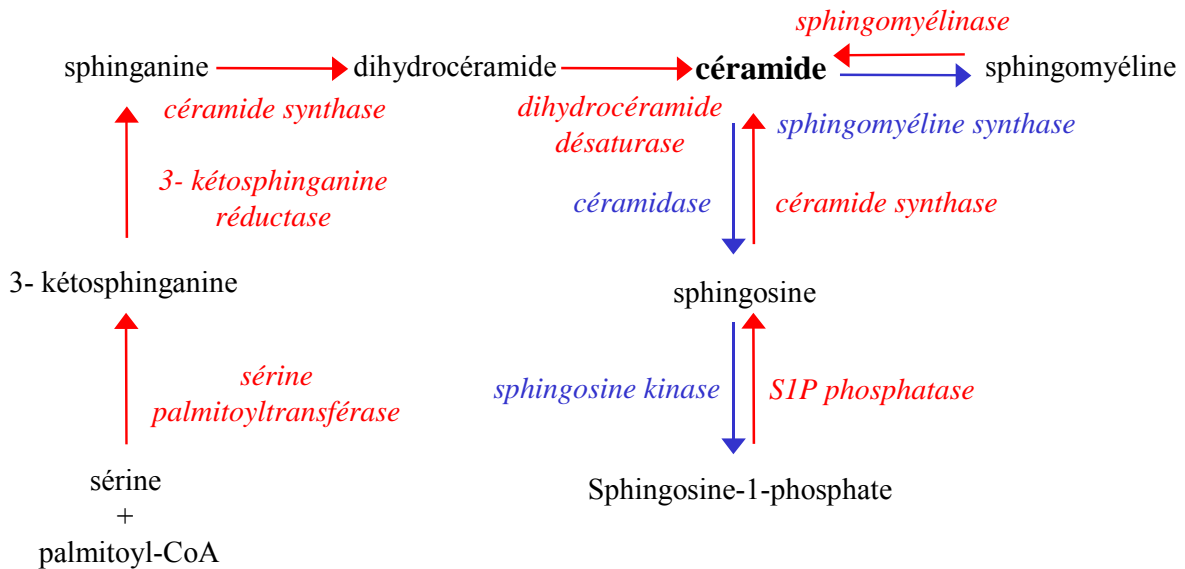 sphingomyélinase
sphinganine
dihydrocéramide
céramide
sphingomyéline
céramide synthase
dihydrocéramide
désaturase
sphingomyéline synthase
3- kétosphinganine
réductase
céramidase
céramide synthase
3- kétosphinganine
sphingosine
sérine
palmitoyltransférase
sphingosine kinase
S1P phosphatase
sérine
+
palmitoyl-CoA
Sphingosine-1-phosphate